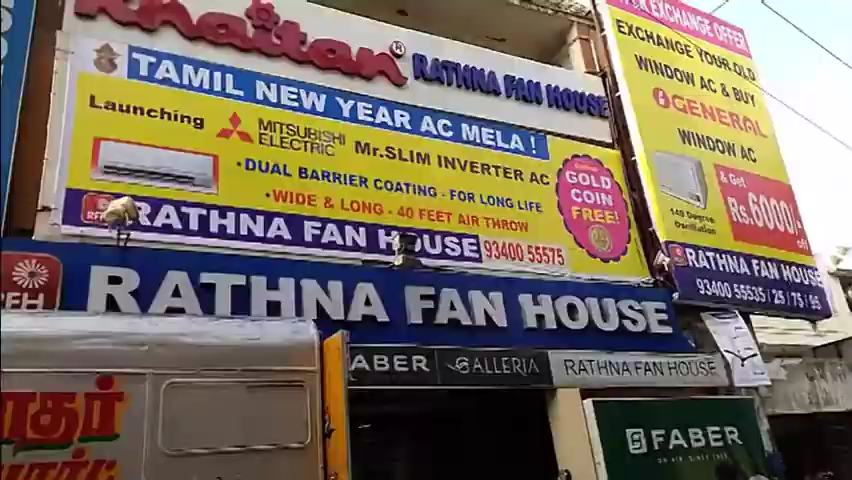 Khaitan ® RATHNA FAN HOUSE
TAMIL NEW YEAR AC MELA !
Launching MITSUBISHI ELECTRIC Mr.SLIM INVERTER AC
• DUAL BARRIER COATING - FOR LONG LIFE
• WIDE & LONG - 40 FEET AIR THROW
GOLD
COIN
FREE!
RATHNA FAN HOUSE 93400 55575
EXCHANGE OFFER
EXCHANGE YOUR OLD
WINDOW AC & BUY
GENERAL
WINDOW AC
& Get
Rs.6000/-
off
140 Degree
Oscillation
RATHNA FAN HOUSE
93400 55535 / 25 / 75 / 95
RFH
RATHNA FAN HOUSE
FABER GALLERIA RATHNA FAN HOUSE
FABER